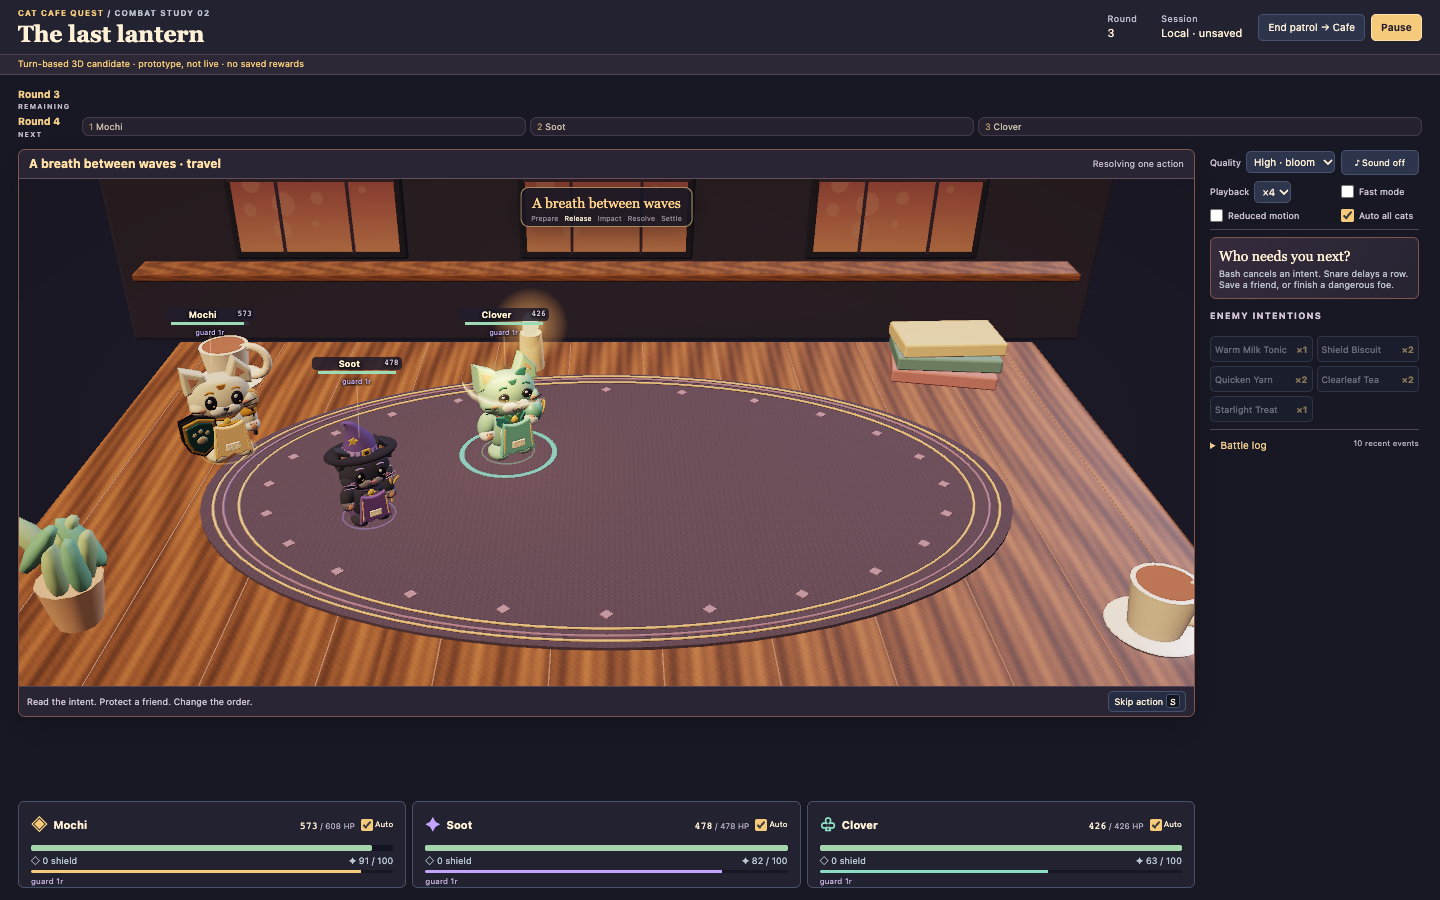 CAT CAFE QUEST / COMBAT STUDY 02
The last lantern
Round
3
Session
Local · unsaved
End patrol → Cafe
Pause
Turn-based 3D candidate · prototype, not live · no saved rewards
Round 3
REMAINING
Round 4
NEXT
1 Mochi
2 Soot
3 Clover
A breath between waves · travel
Resolving one action
A breath between waves
Prepare Release Impact Resolve Settle
Mochi 573
guard 1r
Soot 478
guard 1r
Clover 426
guard 1r
Read the intent. Protect a friend. Change the order.
Skip action S
Quality High · bloom ♪ Sound off
Playback ×4 Fast mode
Reduced motion Auto all cats
Who needs you next?
Bash cancels an intent. Snare delays a row.
Save a friend, or finish a dangerous foe.
ENEMY INTENTIONS
Warm Milk Tonic ×1
Shield Biscuit ×2
Quicken Yarn ×2
Clearleaf Tea ×2
Starlight Treat ×1
Battle log
10 recent events
Mochi 573 / 608 HP Auto
0 shield 91 / 100
guard 1r
Soot 478 / 478 HP Auto
0 shield 82 / 100
guard 1r
Clover 426 / 426 HP Auto
0 shield 63 / 100
guard 1r